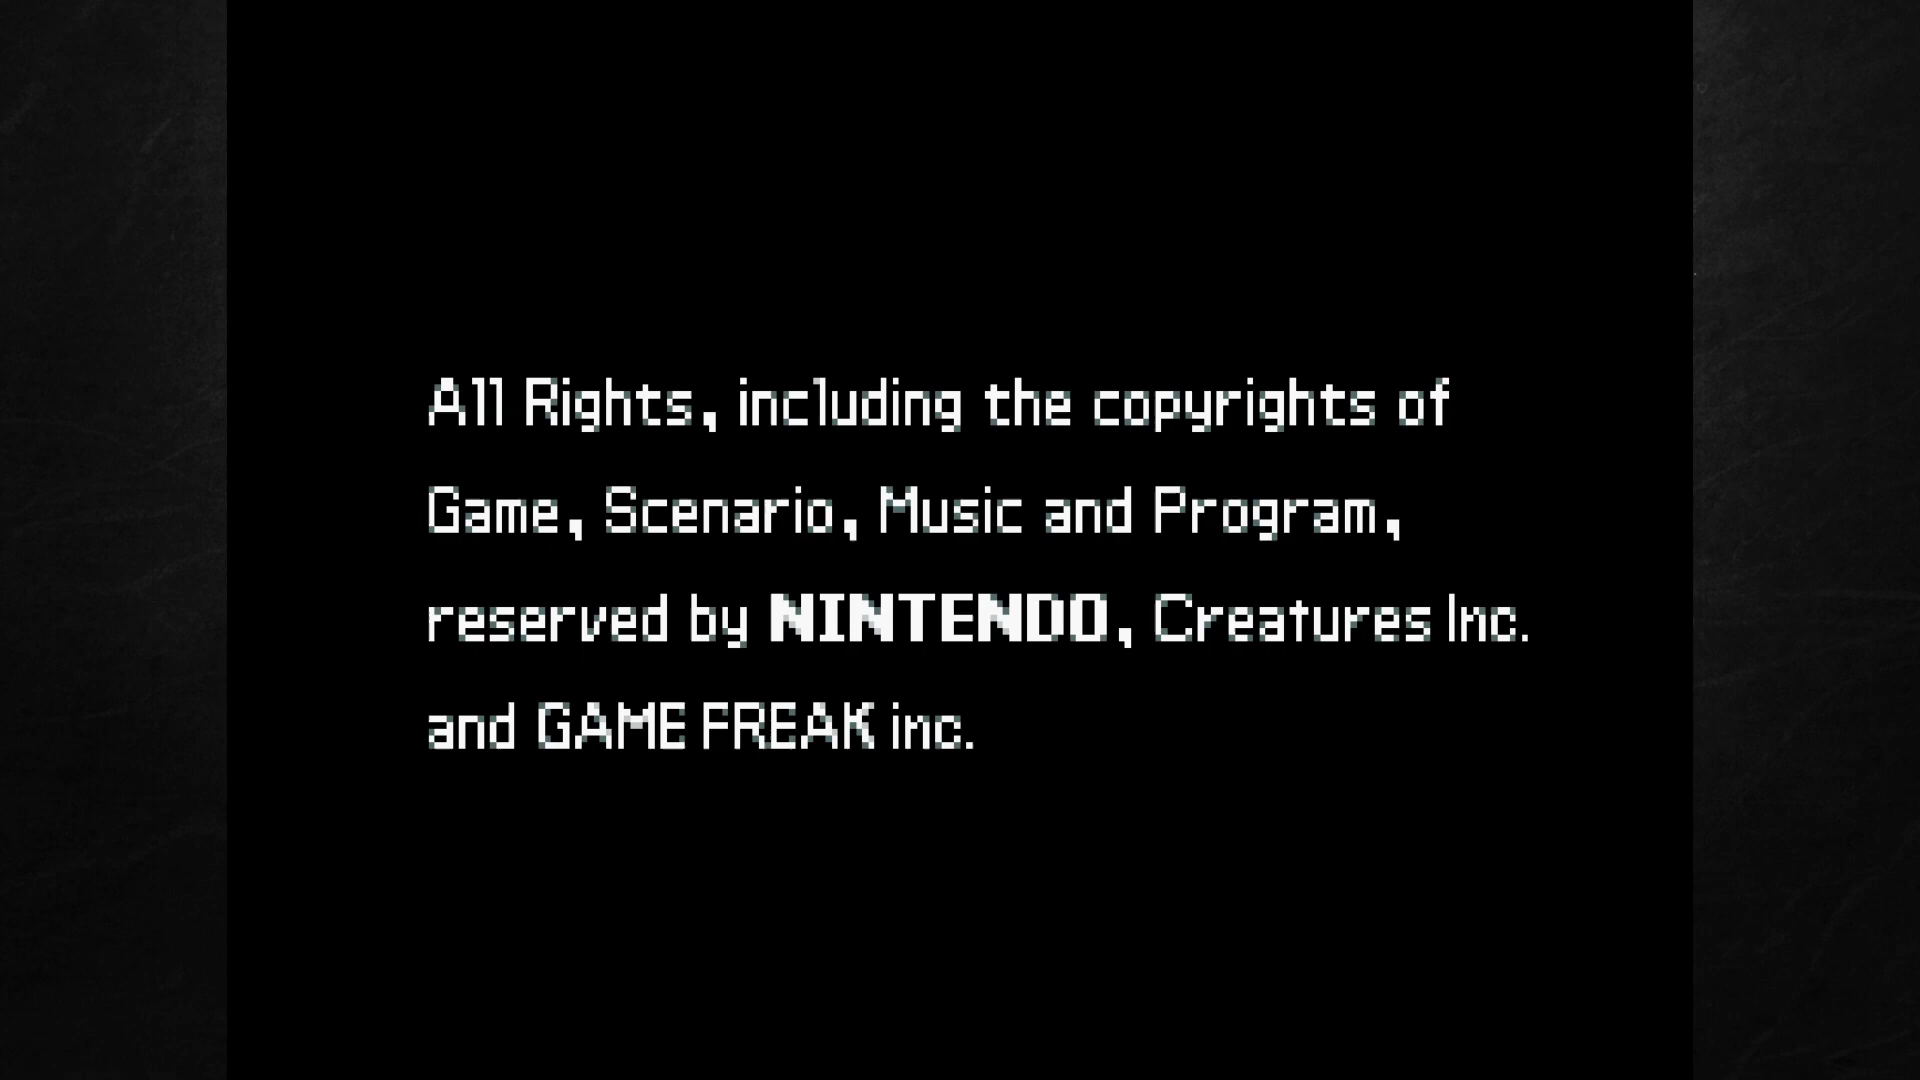 All Rights, including the copyrights of
Game, Scenario, Music and Program,
reserved by NINTENDO, Creatures Inc.
and GAME FREAK inc.